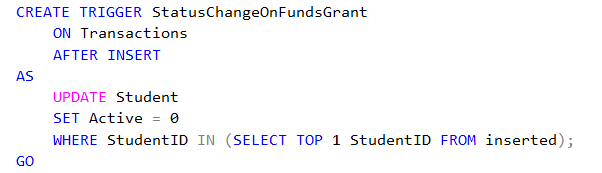 CREATE TRIGGER StatusChangeOnFundsGrant
ON Transactions
AFTER INSERT
AS
UPDATE Student
SET Active = 0
WHERE StudentID IN (SELECT TOP 1 StudentID FROM inserted);
GO